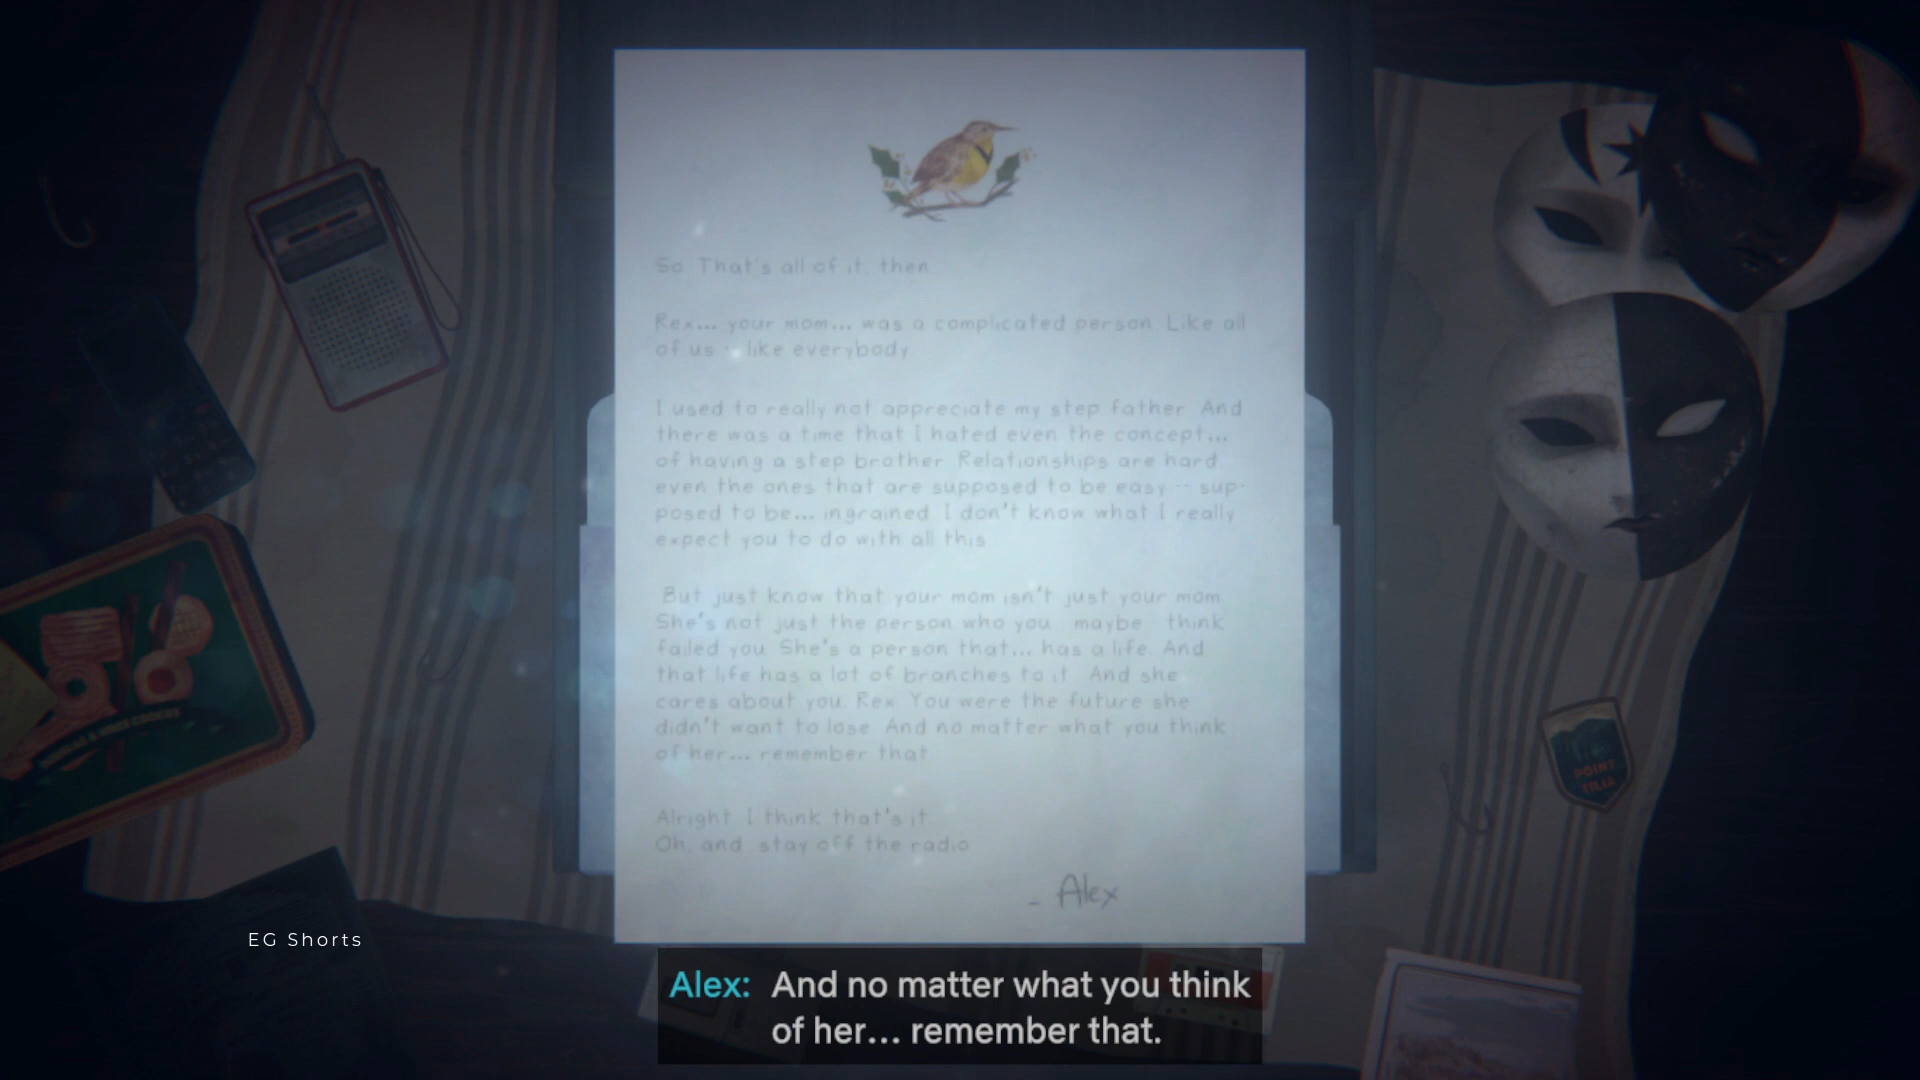 So. That's all of it, then.
Rex... your mom... was a complicated person. Like all
of us -- like everybody.
I used to really not appreciate my step father. And
there was a time that I hated even the concept...
of having a step brother. Relationships are hard.
even the ones that are supposed to be easy -- sup-
posed to be... ingrained. I don't know what I really
expect you to do with all this.
But just know that your mom isn't just your mom.
She's not just the person who you maybe think
failed you. She's a person that... has a life. And
that life has a lot of branches to it. And she
cares about you, Rex. You were the future she
didn't want to lose. And no matter what you think
of her... remember that.
Alright. I think that's it.
Oh, and stay off the radio.
- Alex
POINT
TILIA
EG Shorts
Alex: And no matter what you think
of her... remember that.